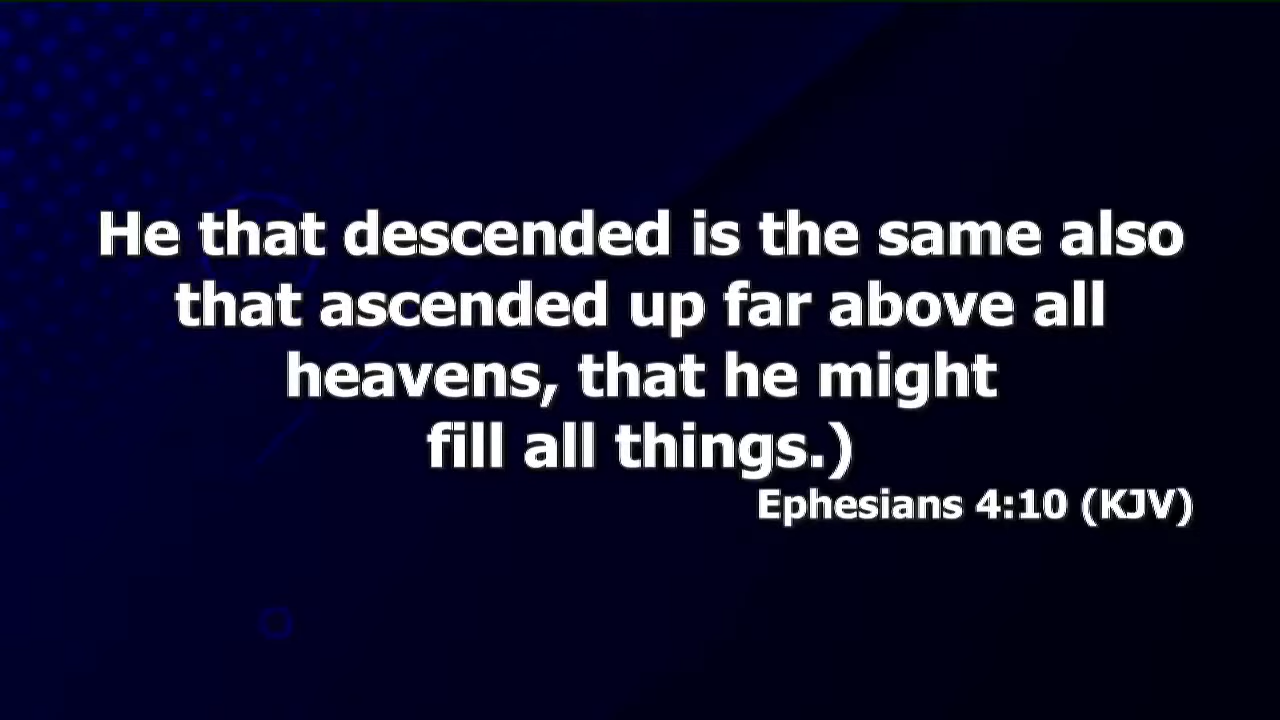 He that descended is the same also
that ascended up far above all
heavens, that he might
fill all things.)
Ephesians 4:10 (KJV)